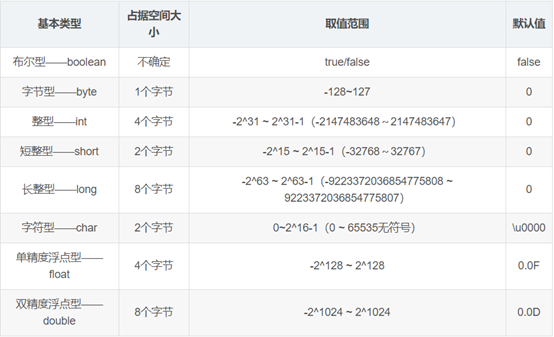 基本类型 占据空间大小 取值范围 默认值
布尔型——boolean 不确定 true/false false
字节型——byte 1个字节 -128~127 0
整型——int 4个字节 -2^31 ~ 2^31-1（-2147483648～2147483647） 0
短整型——short 2个字节 -2^15 ~ 2^15-1（-32768～32767） 0
长整型——long 8个字节 -2^63 ~ 2^63-1（-9223372036854775808 ~ 9223372036854775807） 0
字符型——char 2个字节 0~2^16-1（0 ~ 65535无符号） \u0000
单精度浮点型——float 4个字节 -2^128 ~ 2^128 0.0F
双精度浮点型——double 8个字节 -2^1024 ~ 2^1024 0.0D